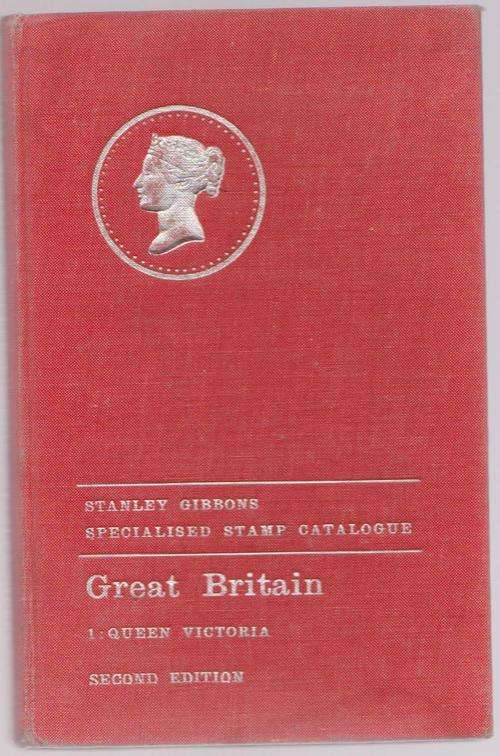 STANLEY GIBBONS
SPECIALISED STAMP CATALOGUE
Great Britain
1:QUEEN VICTORIA
SECOND EDITION